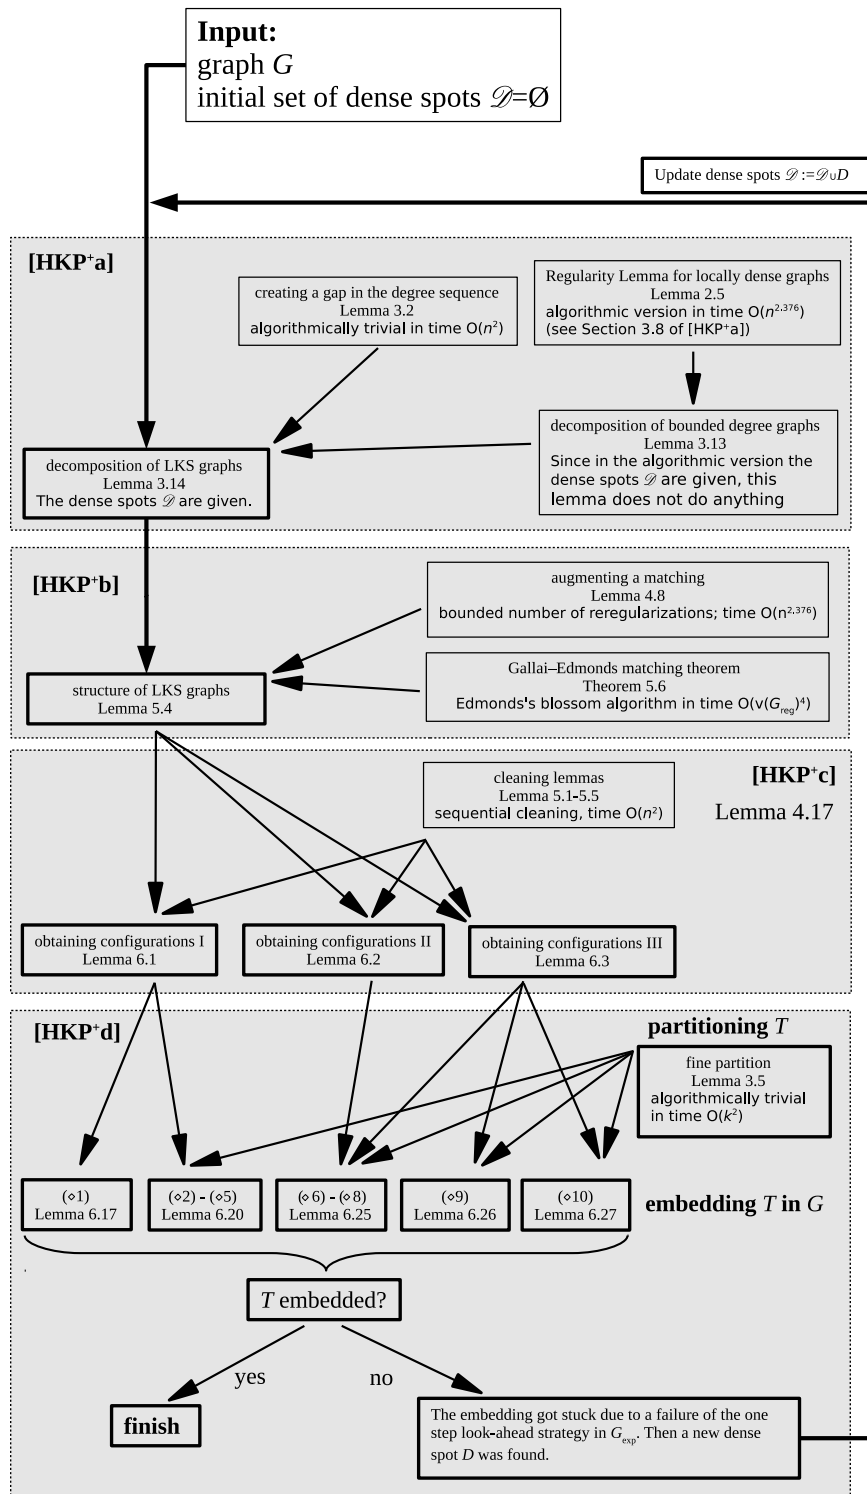 Input:
graph G
initial set of dense spots 𝒟=Ø
Update dense spots 𝒟 :=𝒟∪D
[HKP⁺a]
creating a gap in the degree sequence
Lemma 3.2
algorithmically trivial in time O(n²)
Regularity Lemma for locally dense graphs
Lemma 2.5
algorithmic version in time O(n²·³⁷⁶)
(see Section 3.8 of [HKP⁺a])
decomposition of bounded degree graphs
Lemma 3.13
Since in the algorithmic version the
dense spots 𝒟 are given, this
lemma does not do anything
decomposition of LKS graphs
Lemma 3.14
The dense spots 𝒟 are given.
[HKP⁺b]
augmenting a matching
Lemma 4.8
bounded number of reregularizations; time O(n²·³⁷⁶)
Gallai–Edmonds matching theorem
Theorem 5.6
Edmonds's blossom algorithm in time O(v(G_reg)⁴)
structure of LKS graphs
Lemma 5.4
[HKP⁺c]
Lemma 4.17
cleaning lemmas
Lemma 5.1-5.5
sequential cleaning, time O(n²)
obtaining configurations I
Lemma 6.1
obtaining configurations II
Lemma 6.2
obtaining configurations III
Lemma 6.3
[HKP⁺d]
partitioning T
fine partition
Lemma 3.5
algorithmically trivial
in time O(k²)
(⋄1)
Lemma 6.17
(⋄2) - (⋄5)
Lemma 6.20
(⋄6) - (⋄8)
Lemma 6.25
(⋄9)
Lemma 6.26
(⋄10)
Lemma 6.27
embedding T in G
T embedded?
yes
no
finish
The embedding got stuck due to a failure of the one
step look-ahead strategy in G_exp. Then a new dense
spot D was found.